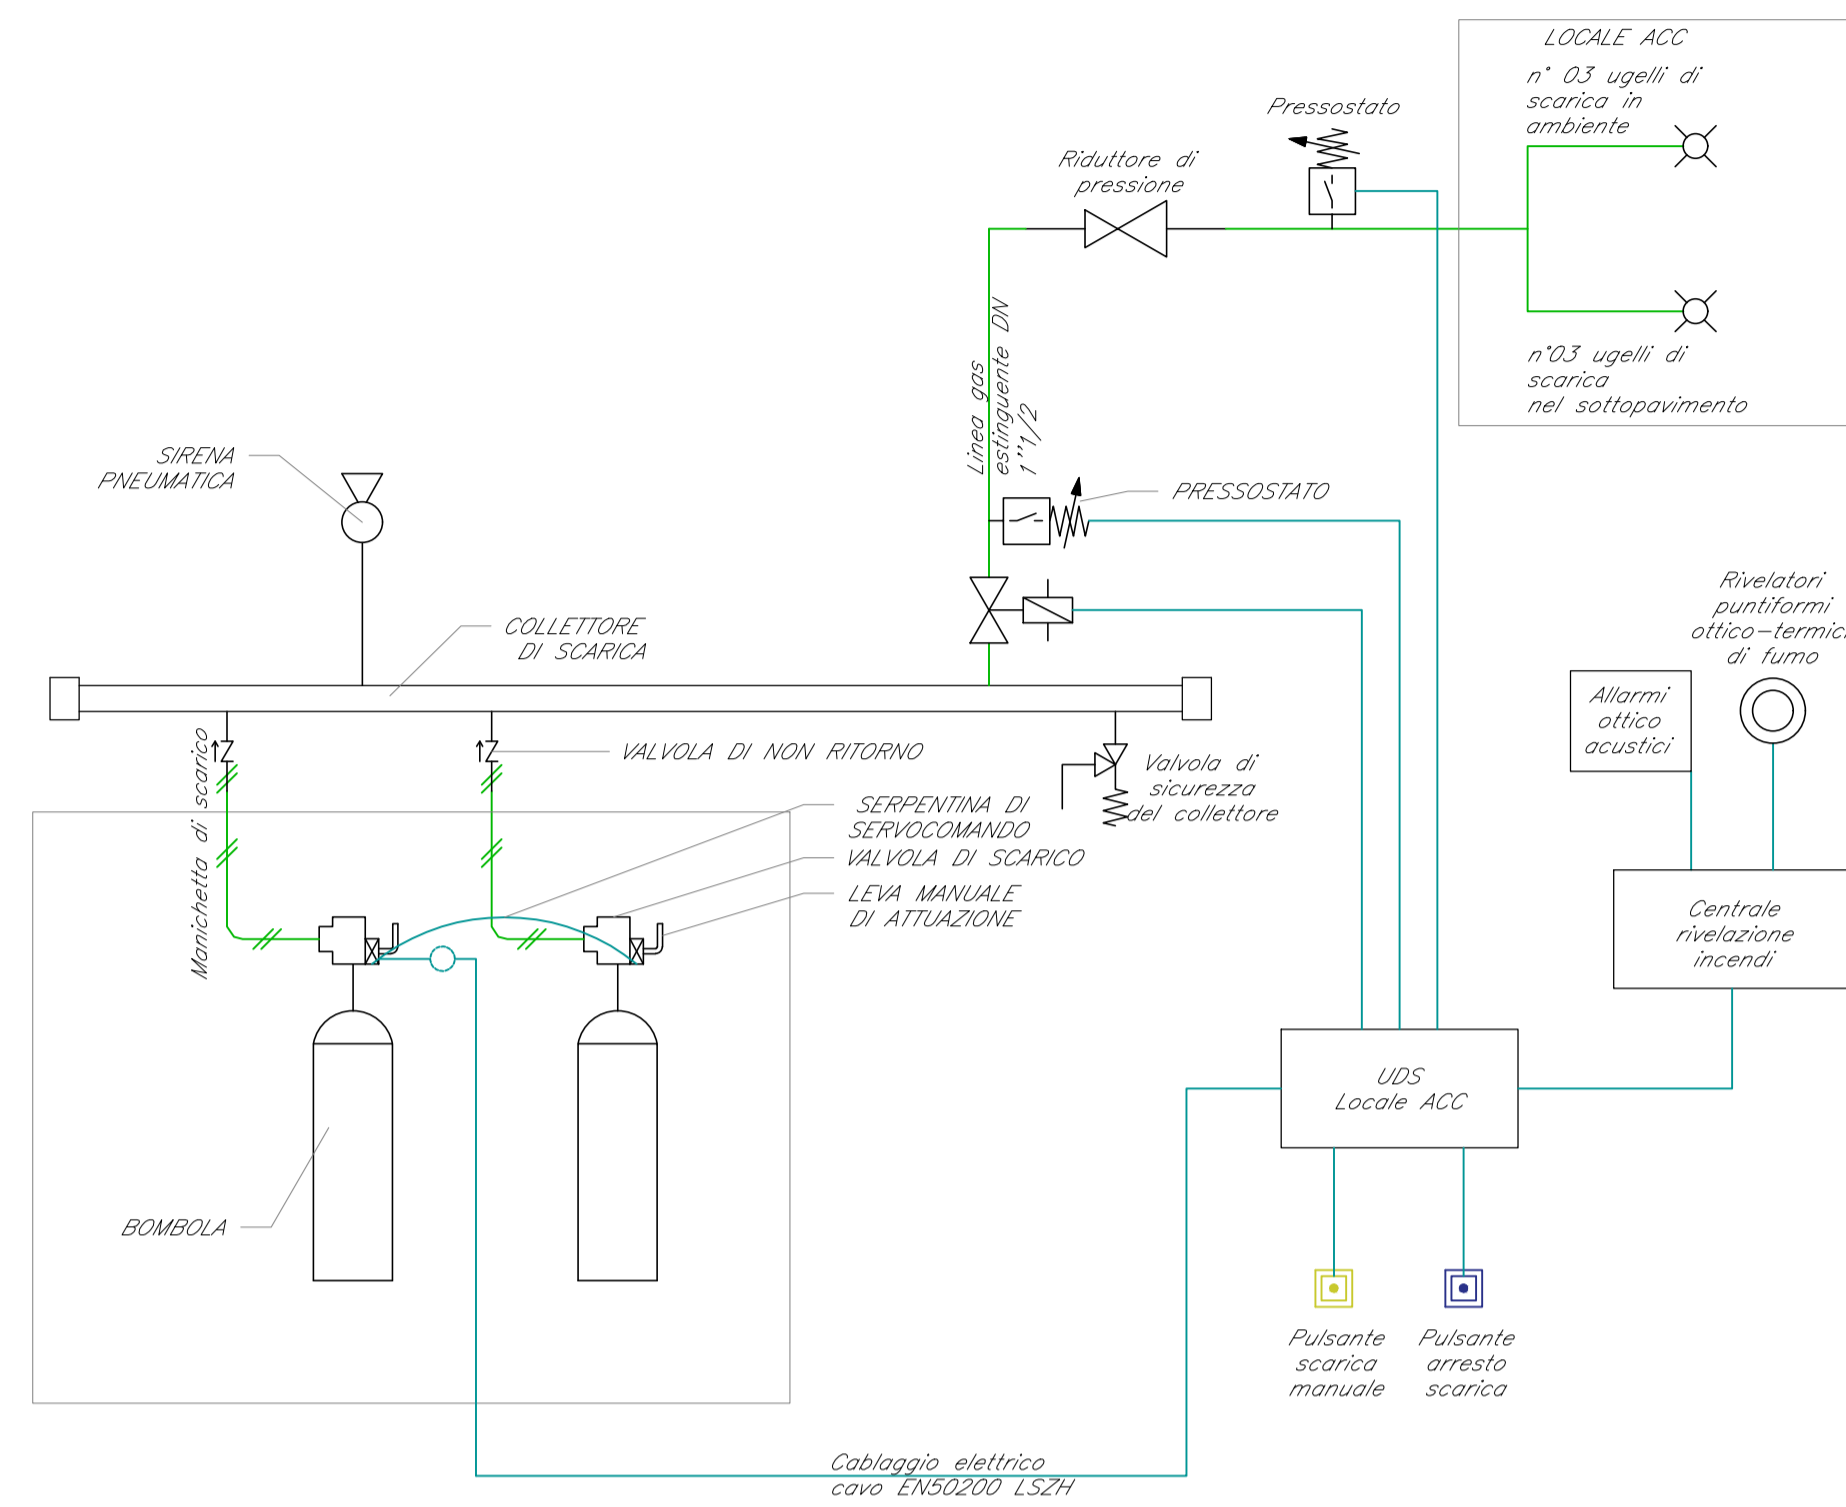 LOCALE ACC
n° 03 ugelli di
scarica in
ambiente
Pressostato
Riduttore di
pressione
n°03 ugelli di
scarica
nel sottopavimento
Linea gas
estinguente DN
1"1/2
SIRENA
PNEUMATICA
PRESSOSTATO
COLLETTORE
DI SCARICA
Rivelatori
puntiformi
ottico-termici
di fumo
Allarmi
ottico
acustici
Manichetta di scarico
VALVOLA DI NON RITORNO
Valvola di
sicurezza
del collettore
SERPENTINA DI
SERVOCOMANDO
VALVOLA DI SCARICO
LEVA MANUALE
DI ATTUAZIONE
Centrale
rivelazione
incendi
UDS
Locale ACC
BOMBOLA
Pulsante
scarica
manuale
Pulsante
arresto
scarica
Cablaggio elettrico
cavo EN50200 LSZH